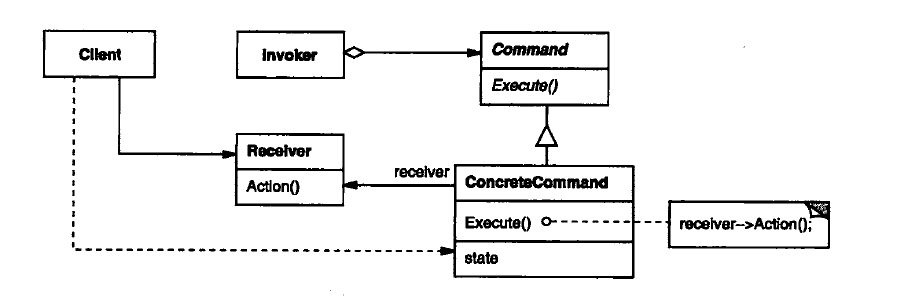 Client
Invoker
Command
Execute()
Receiver
Action()
receiver
ConcreteCommand
Execute()
state
receiver–>Action();